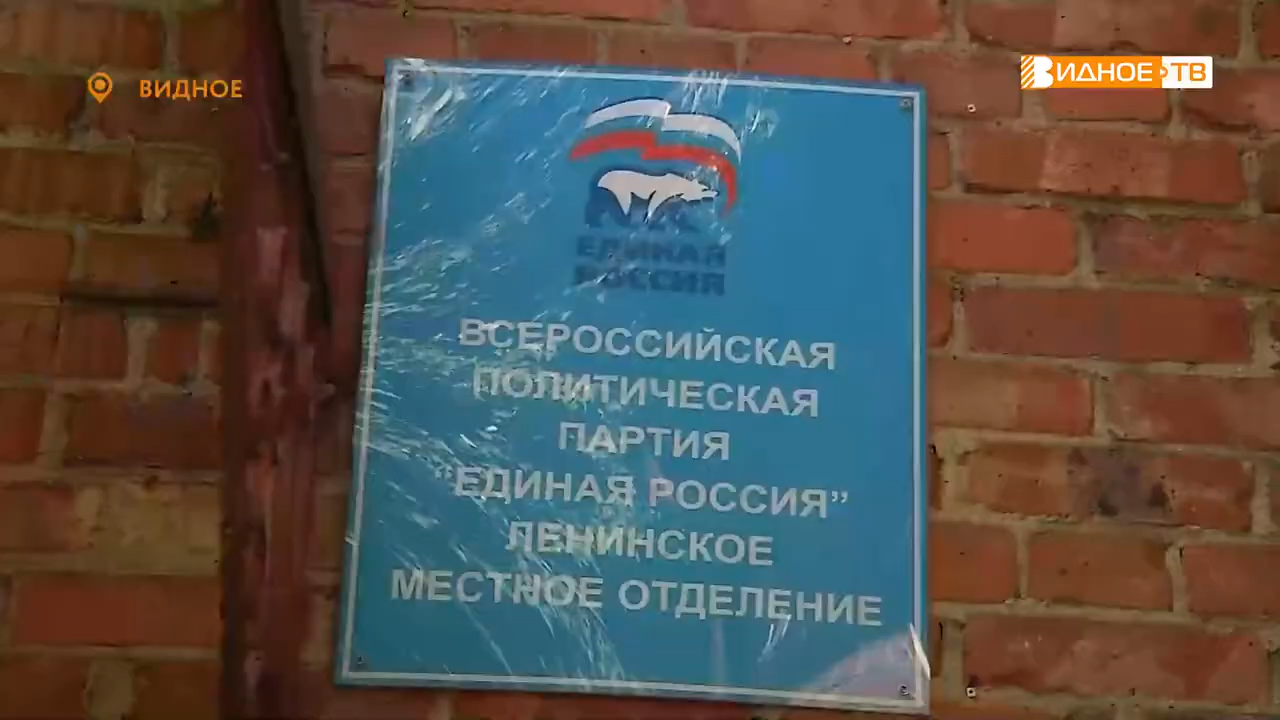 ВИДНОЕ
ВИДНОЕ ТВ
ЕДИНАЯ
РОССИЯ
ВСЕРОССИЙСКАЯ
ПОЛИТИЧЕСКАЯ
ПАРТИЯ
“ЕДИНАЯ РОССИЯ”
ЛЕНИНСКОЕ
МЕСТНОЕ ОТДЕЛЕНИЕ